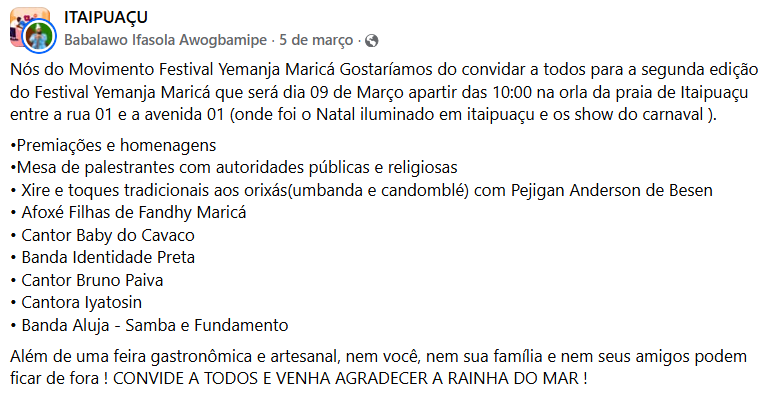 ITAIPUAÇU
Babalawo Ifasola Awogbamipe · 5 de março ·
Nós do Movimento Festival Yemanja Maricá Gostaríamos do convidar a todos para a segunda edição
do Festival Yemanja Maricá que será dia 09 de Março apartir das 10:00 na orla da praia de Itaipuaçu
entre a rua 01 e a avenida 01 (onde foi o Natal iluminado em itaipuaçu e os show do carnaval ).
•Premiações e homenagens
•Mesa de palestrantes com autoridades públicas e religiosas
• Xire e toques tradicionais aos orixás(umbanda e candomblé) com Pejigan Anderson de Besen
• Afoxé Filhas de Fandhy Maricá
• Cantor Baby do Cavaco
• Banda Identidade Preta
• Cantor Bruno Paiva
• Cantora Iyatosin
• Banda Aluja - Samba e Fundamento
Além de uma feira gastronômica e artesanal, nem você, nem sua família e nem seus amigos podem
ficar de fora ! CONVIDE A TODOS E VENHA AGRADECER A RAINHA DO MAR !